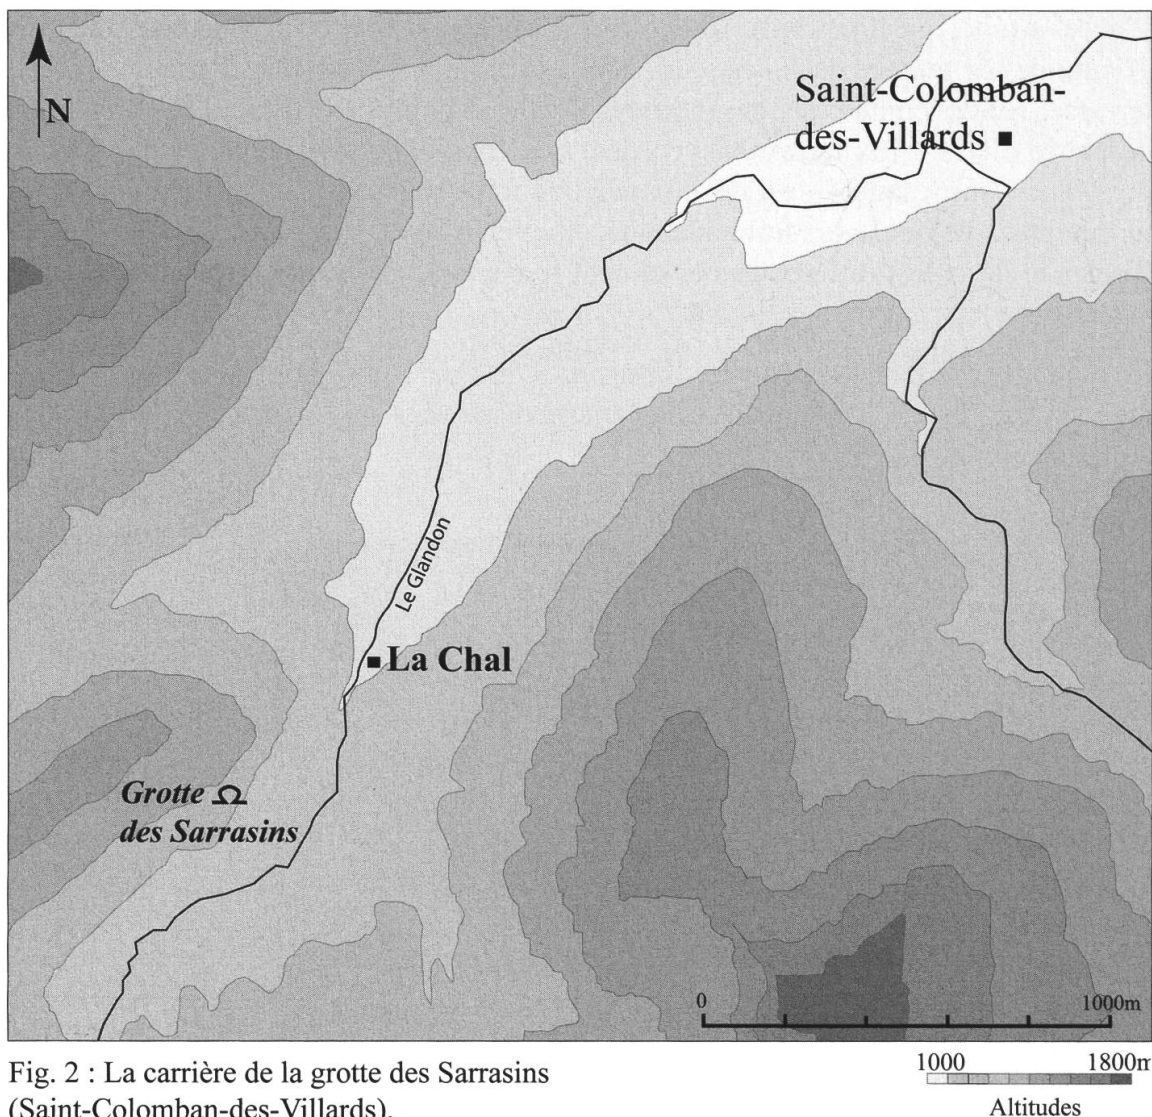 N
Saint-Colomban-
des-Villards
Le Glandon
La Chal
Grotte
des Sarrasins
0 1000m
Fig. 2 : La carrière de la grotte des Sarrasins
(Saint-Colomban-des-Villards).
1000 1800m
Altitudes